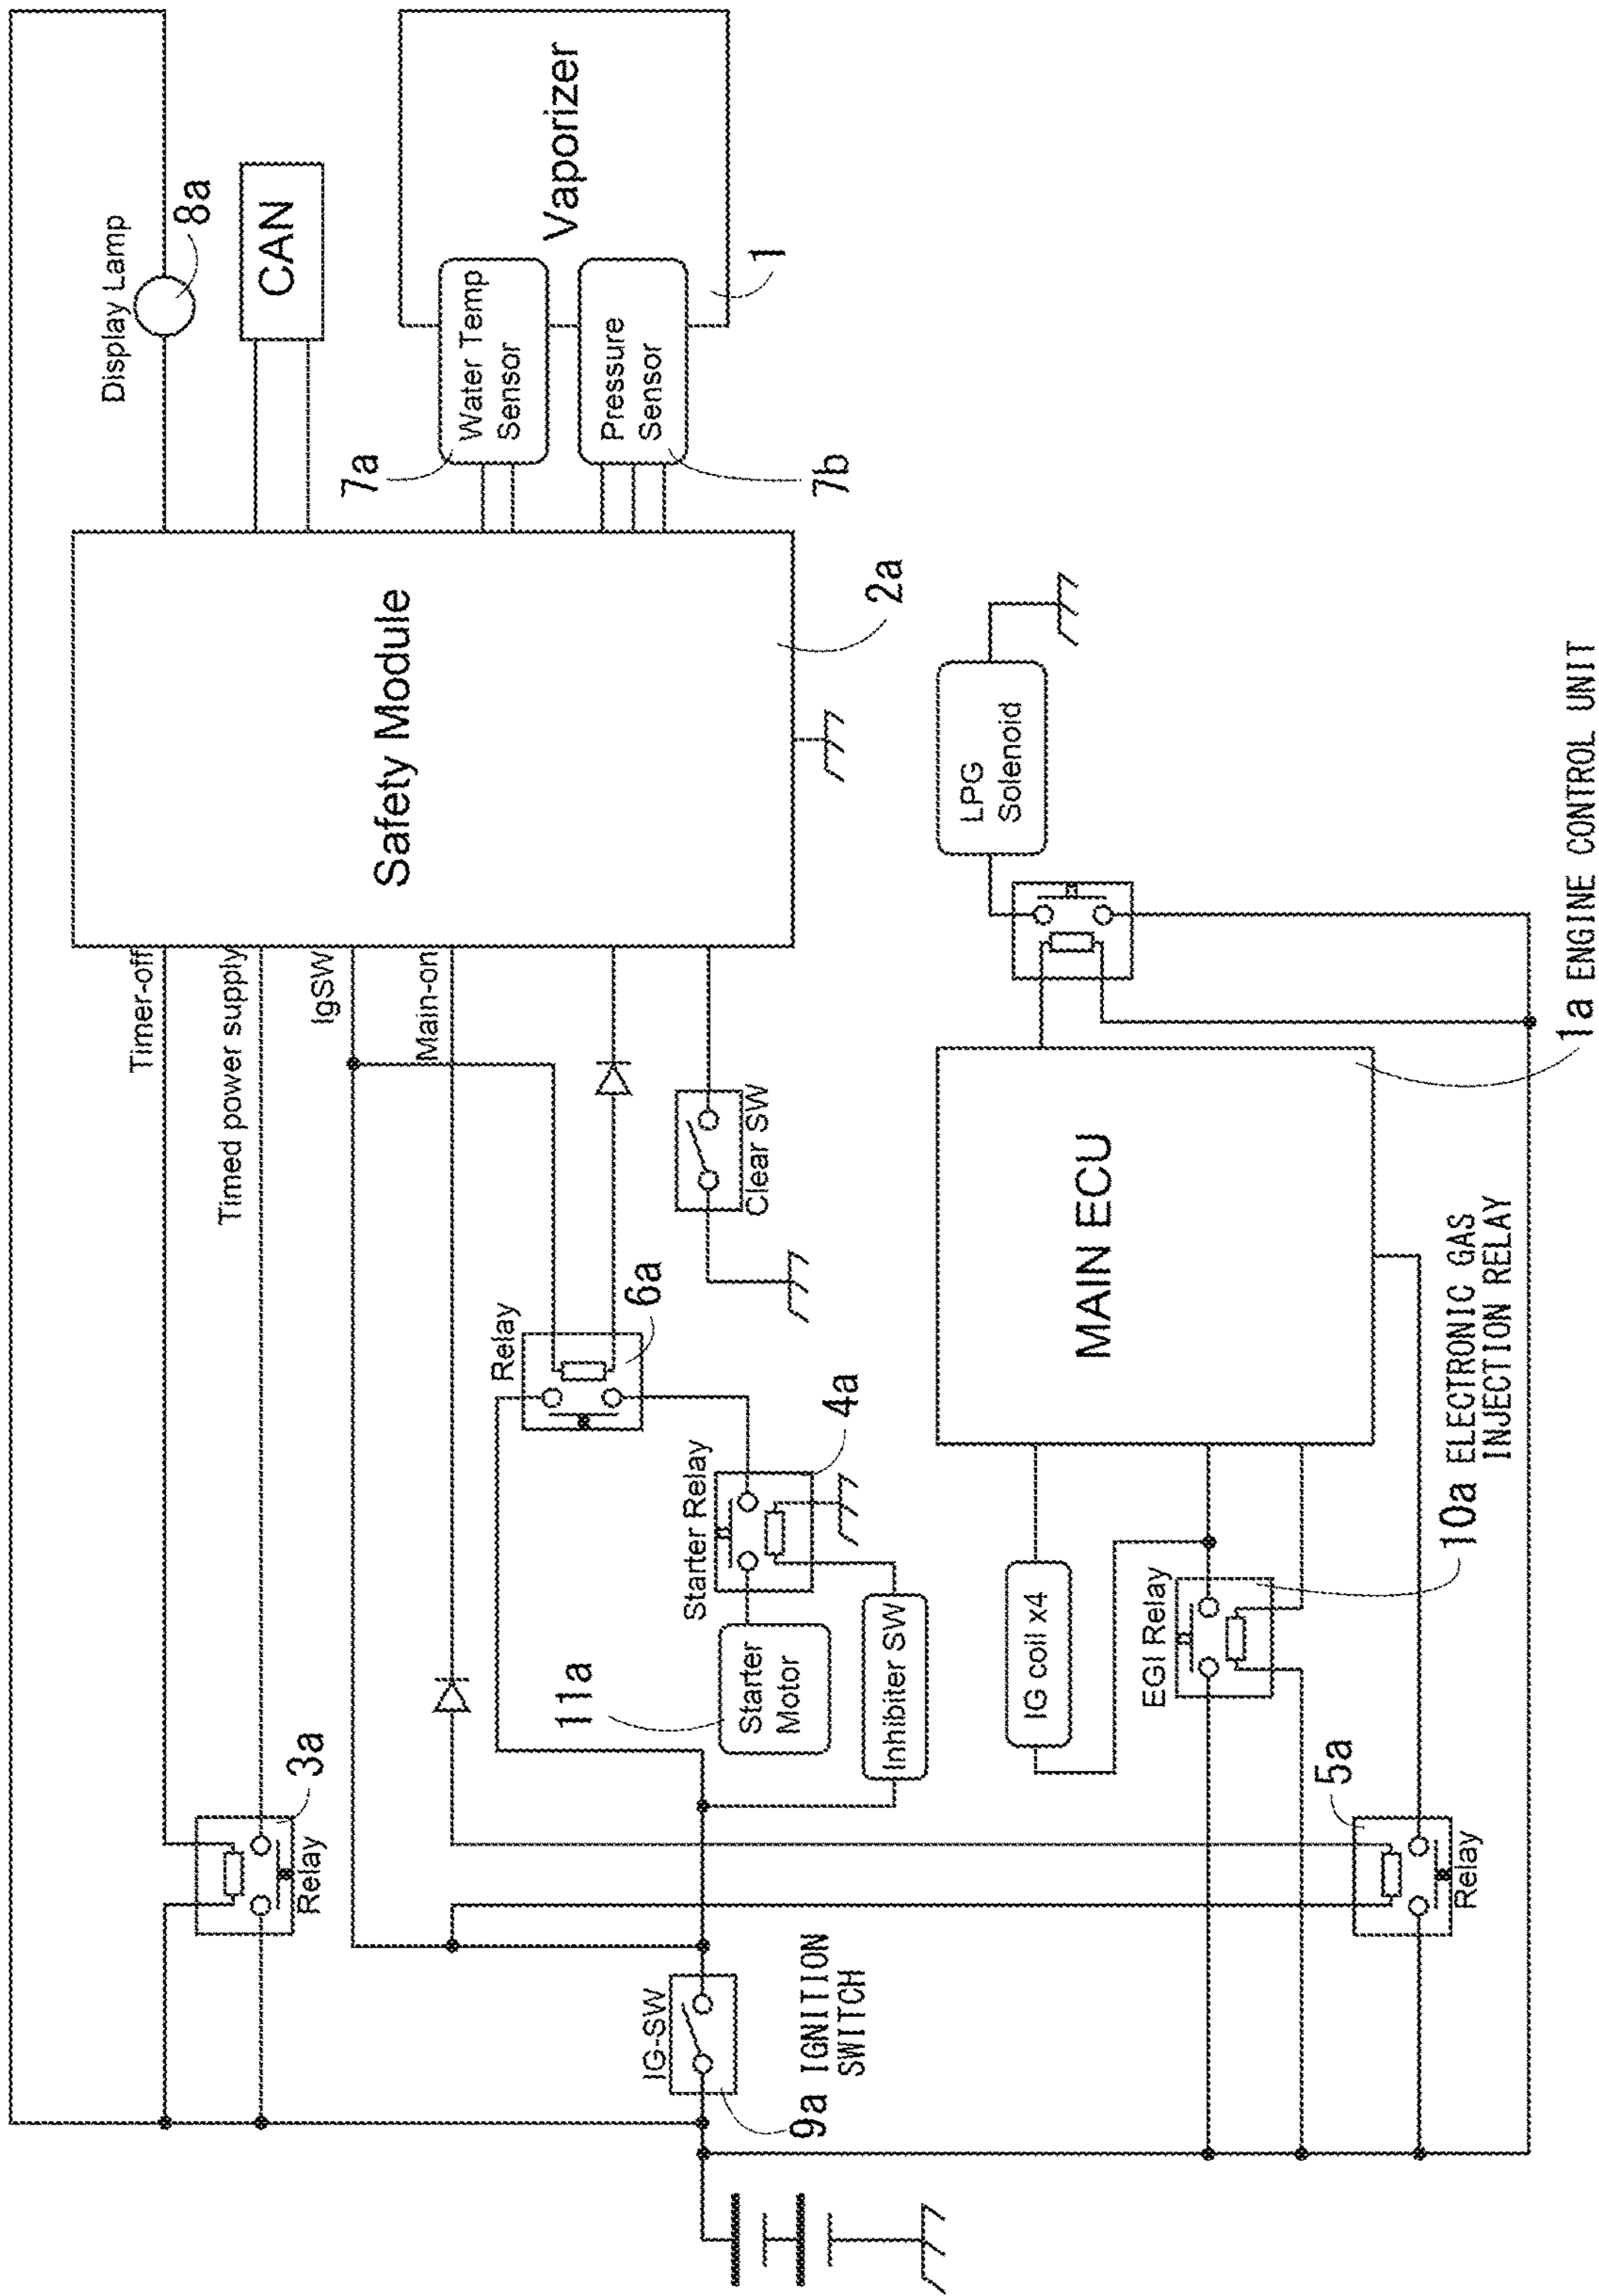 Display Lamp
8a
CAN
Vaporizer
1
Water Temp
Sensor
7a
Pressure
Sensor
7b
Safety Module
2a
Timer-off
Timed power supply
IgSW
Main-on
Clear SW
Relay
6a
Starter Relay
4a
Starter
Motor
11a
Inhibiter SW
Relay
3a
IG-SW
9a IGNITION
SWITCH
LPG
Solenoid
MAIN ECU
1a ENGINE CONTROL UNIT
IG coil x4
EGI Relay
10a ELECTRONIC GAS
INJECTION RELAY
5a
Relay